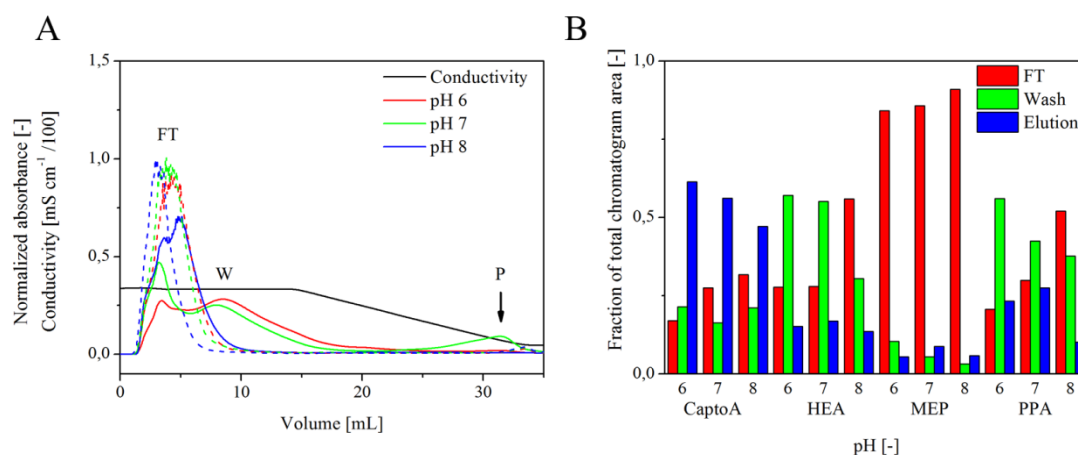 A
Normalized absorbance [-]
Conductivity [mS cm⁻¹ /100]
1,5
1,0
0,5
0,0
0
10
20
30
Volume [mL]
FT
W
P
Conductivity
pH 6
pH 7
pH 8
B
Fraction of total chromatogram area [-]
1,0
0,5
0,0
FT
Wash
Elution
6 7 8 6 7 8 6 7 8 6 7 8
CaptoA HEA MEP PPA
pH [-]